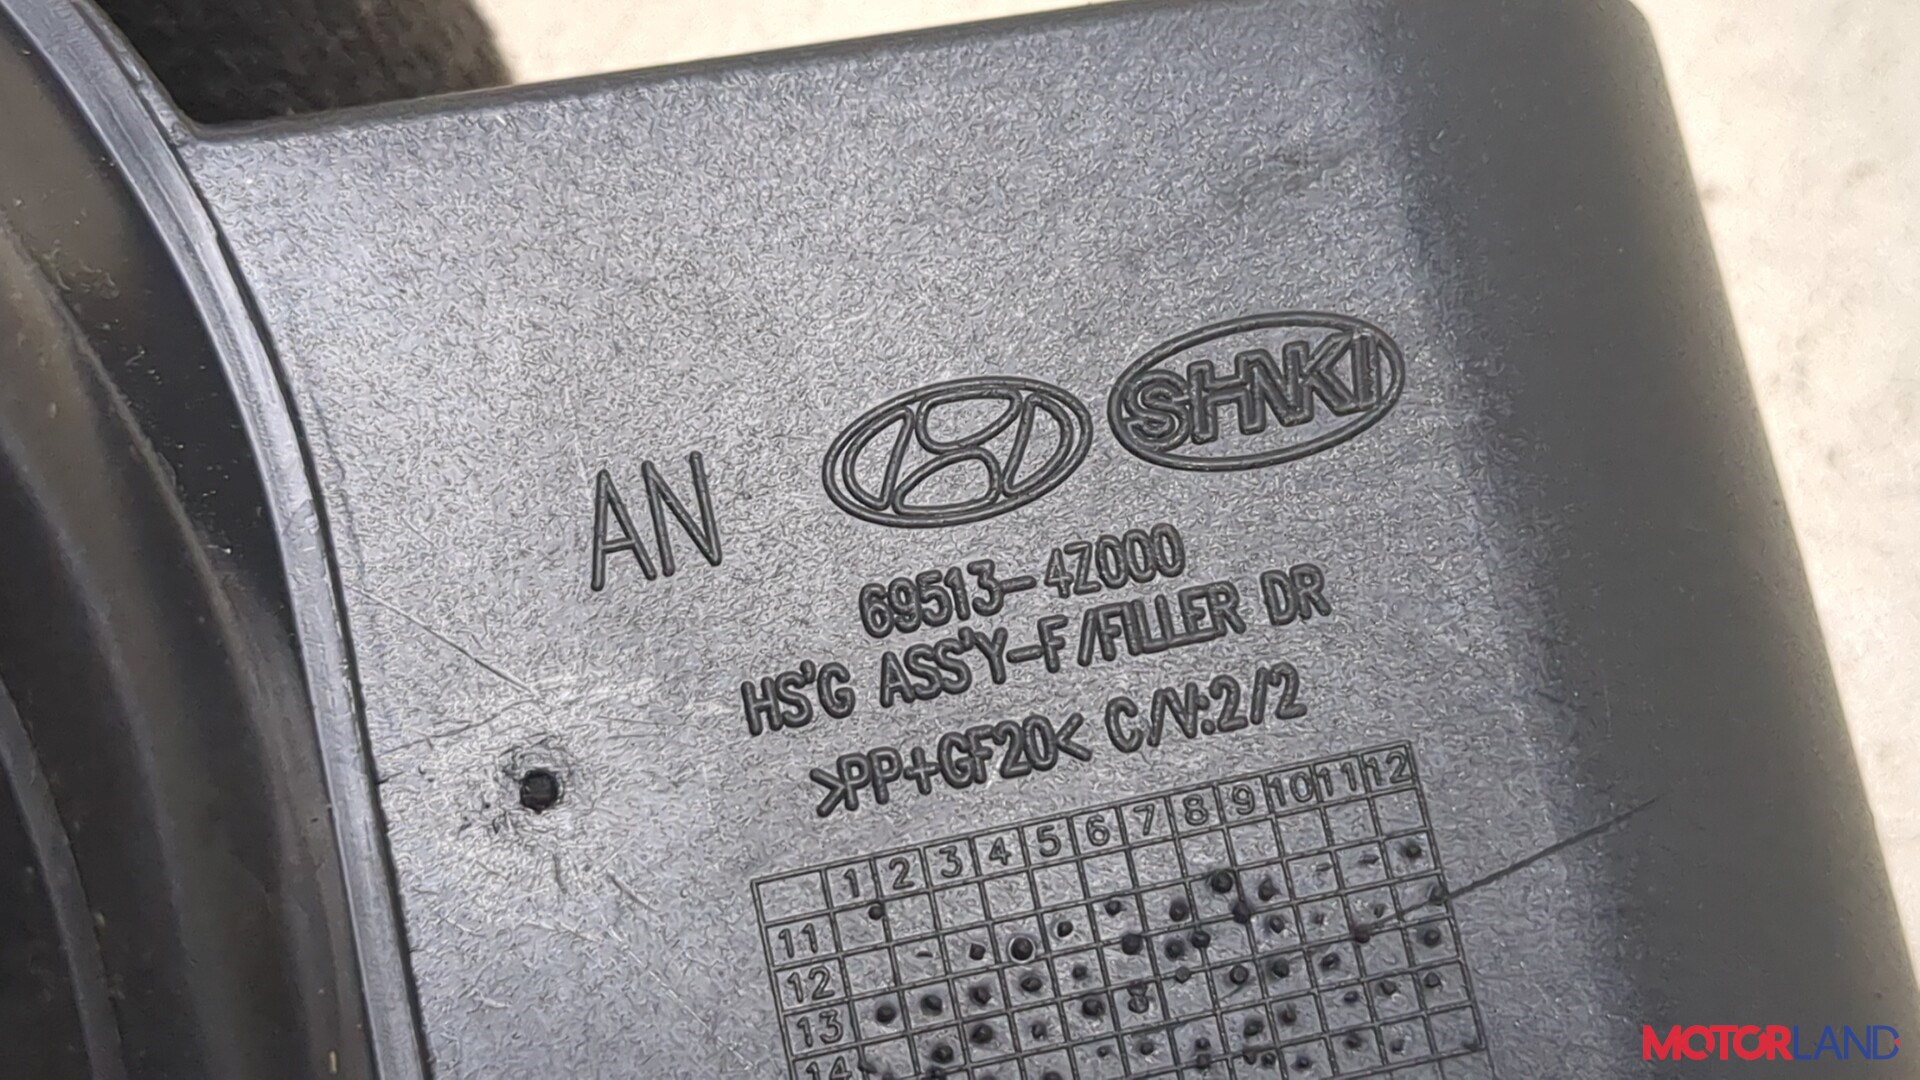 SHNKI
AN
69513-4Z000
HS'G ASS'Y-F/FILLER DR
>PP+GF20< C/V:2/2
1 2 3 4 5 6 7 8 9 10 11 12
11
12
13
14
MOTORLAND